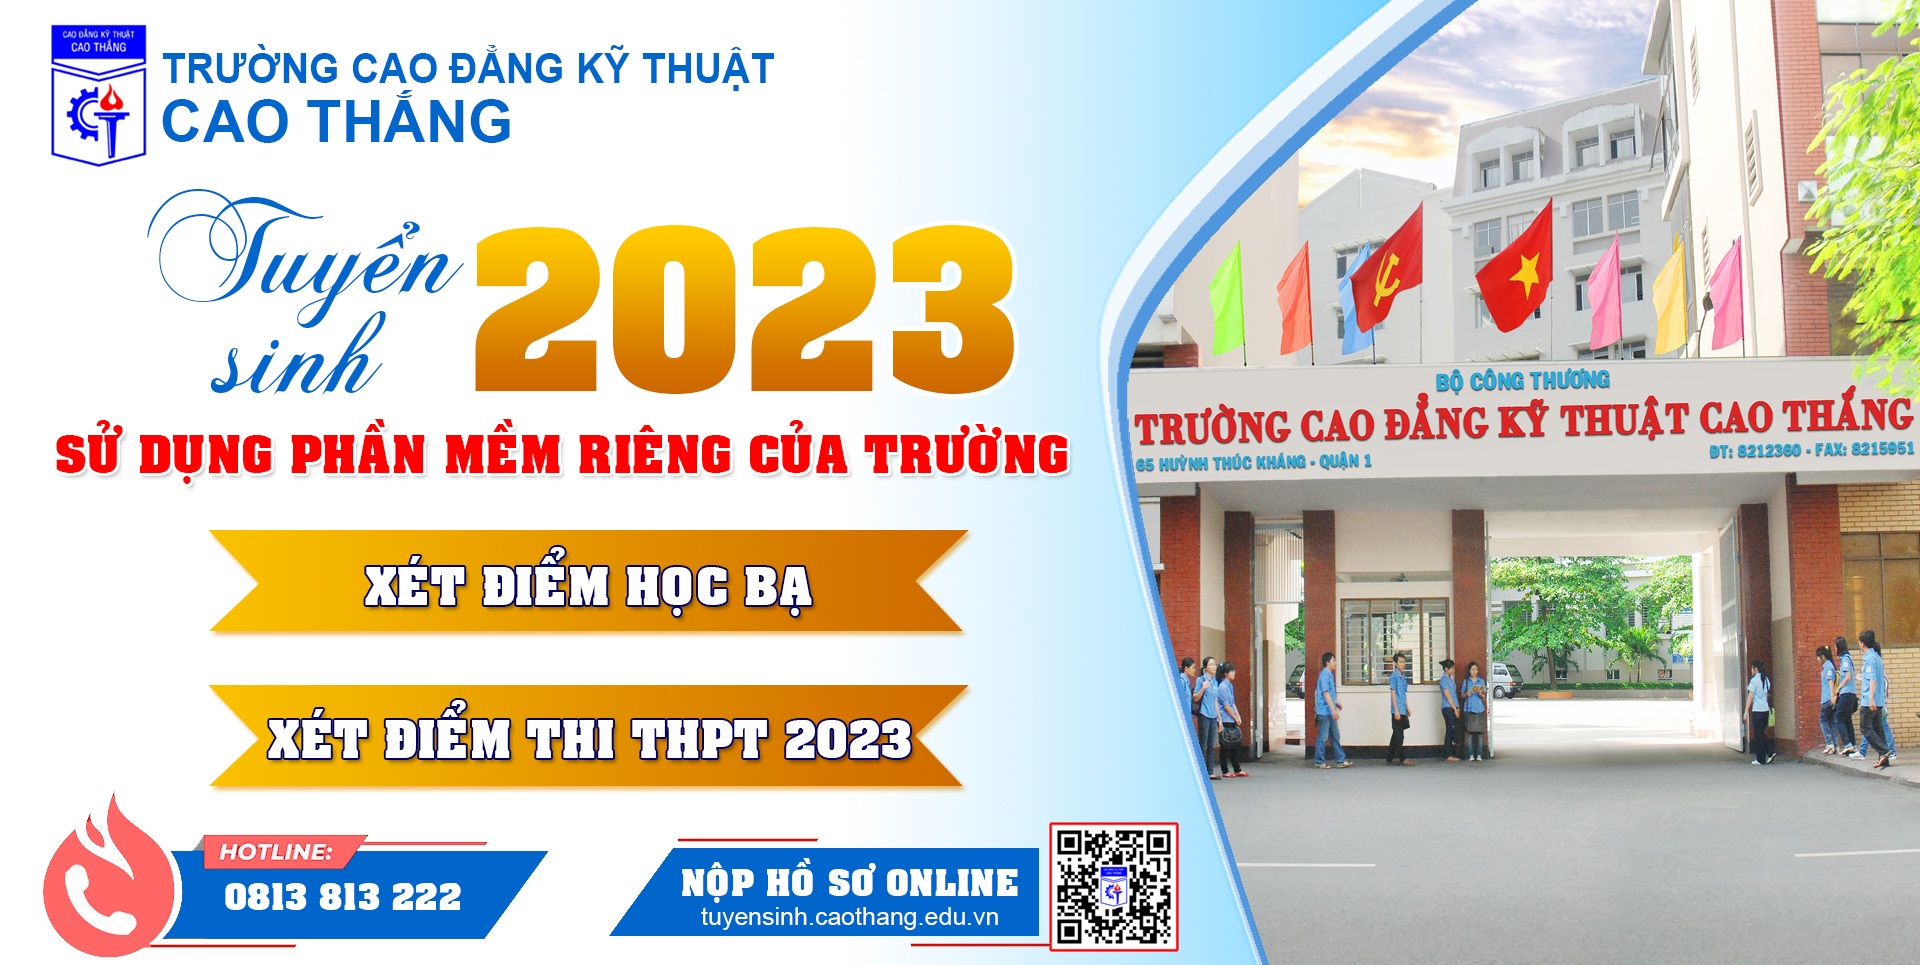 CAO ĐẲNG KỸ THUẬT
CAO THẮNG
TRƯỜNG CAO ĐẲNG KỸ THUẬT
CAO THẮNG
Tuyển
sinh
2023
SỬ DỤNG PHẦN MỀM RIÊNG CỦA TRƯỜNG
XÉT ĐIỂM HỌC BẠ
XÉT ĐIỂM THI THPT 2023
HOTLINE:
0813 813 222
NỘP HỒ SƠ ONLINE
tuyensinh.caothang.edu.vn
BỘ CÔNG THƯƠNG
TRƯỜNG CAO ĐẲNG KỸ THUẬT CAO THẮNG
65 HUỲNH THÚC KHÁNG - QUẬN 1
ĐT: 8212360 - FAX: 8215951